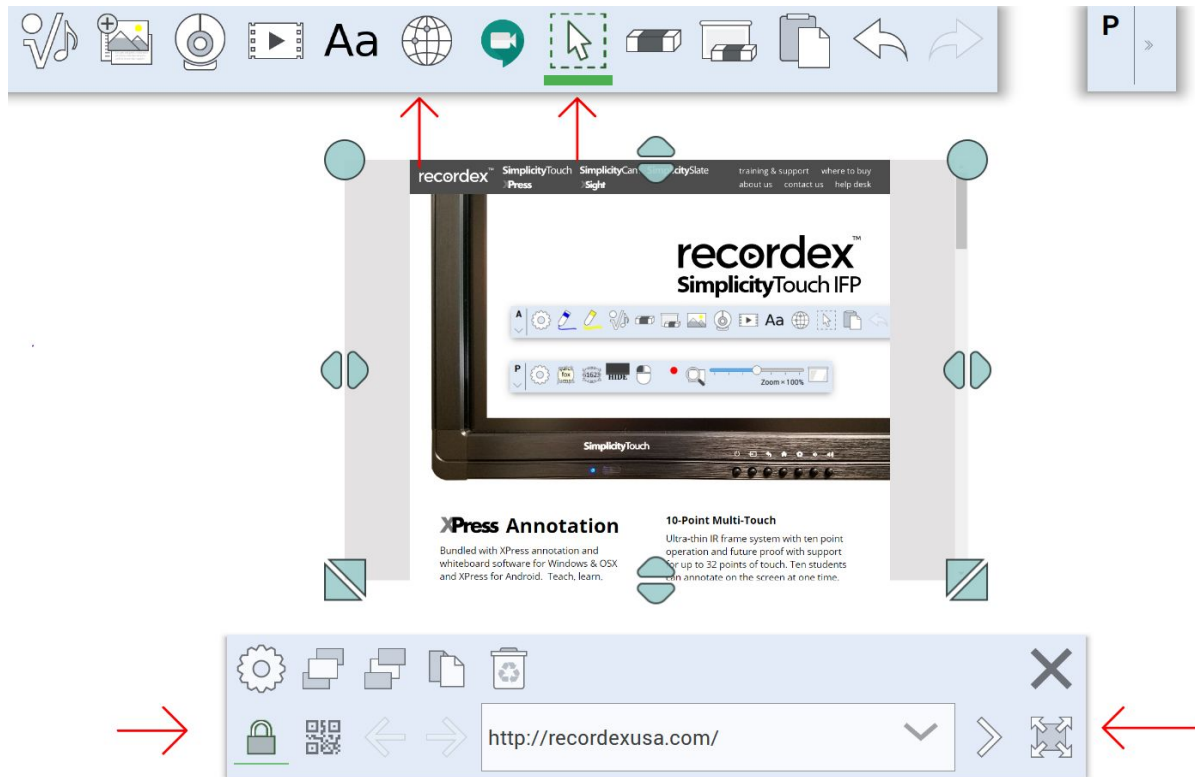 Aa
P
recordex™
SimplicityTouch
XPress
SimplicityCam
XSight
SimplicitySlate
training & support where to buy
about us contact us help desk
recordex™
SimplicityTouch IFP
A
Aa
P
HIDE
Zoom = 100%
SimplicityTouch
XPress Annotation
Bundled with XPress annotation and
whiteboard software for Windows & OSX
and XPress for Android. Teach, learn,
10-Point Multi-Touch
Ultra-thin IR frame system with ten point
operation and future proof with support
for up to 32 points of touch. Ten students
can annotate on the screen at one time.
http://recordexusa.com/